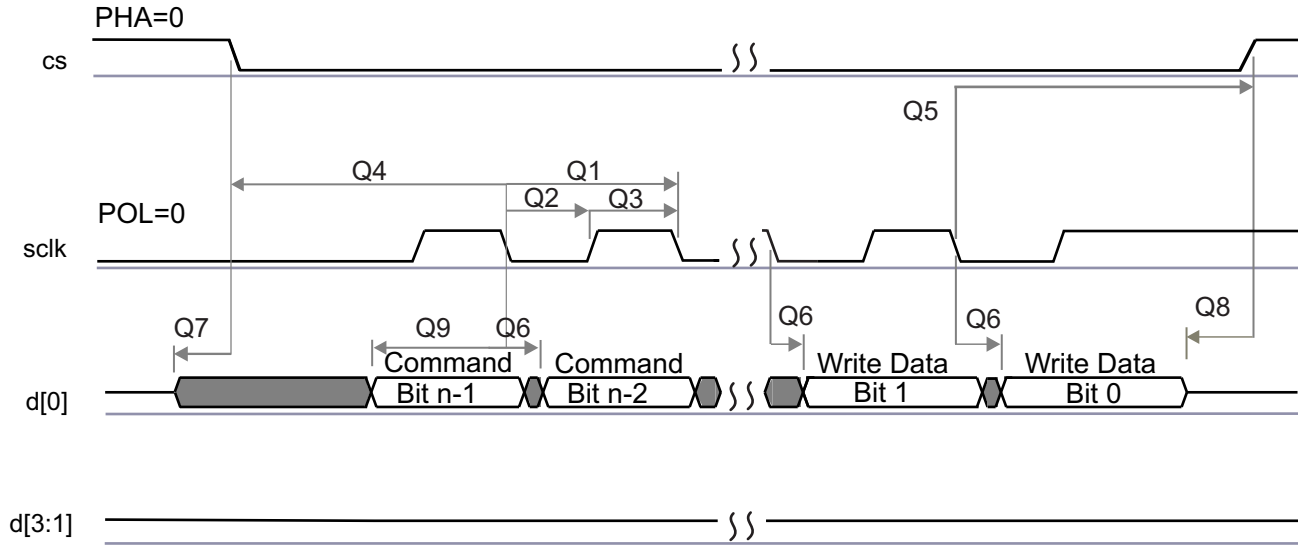 PHA=0
cs
Q5
Q4 Q1
Q2 Q3
POL=0
sclk
Q7 Q9 Q6 Q6 Q6 Q8
Command Command Write Data Write Data
d[0] Bit n-1 Bit n-2 Bit 1 Bit 0
d[3:1]